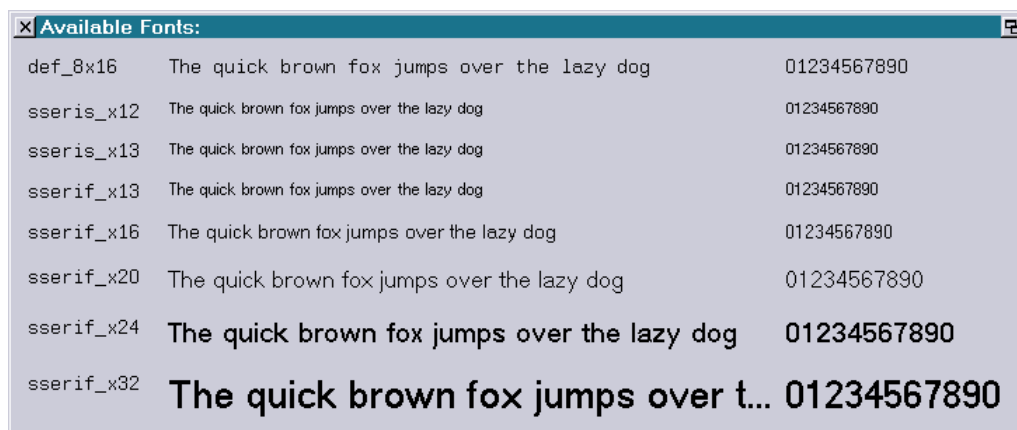 Available Fonts:
def_8x16 The quick brown fox jumps over the lazy dog 01234567890
sseris_x12 The quick brown fox jumps over the lazy dog 01234567890
sseris_x13 The quick brown fox jumps over the lazy dog 01234567890
sserif_x13 The quick brown fox jumps over the lazy dog 01234567890
sserif_x16 The quick brown fox jumps over the lazy dog 01234567890
sserif_x20 The quick brown fox jumps over the lazy dog 01234567890
sserif_x24 The quick brown fox jumps over the lazy dog 01234567890
sserif_x32 The quick brown fox jumps over t... 01234567890